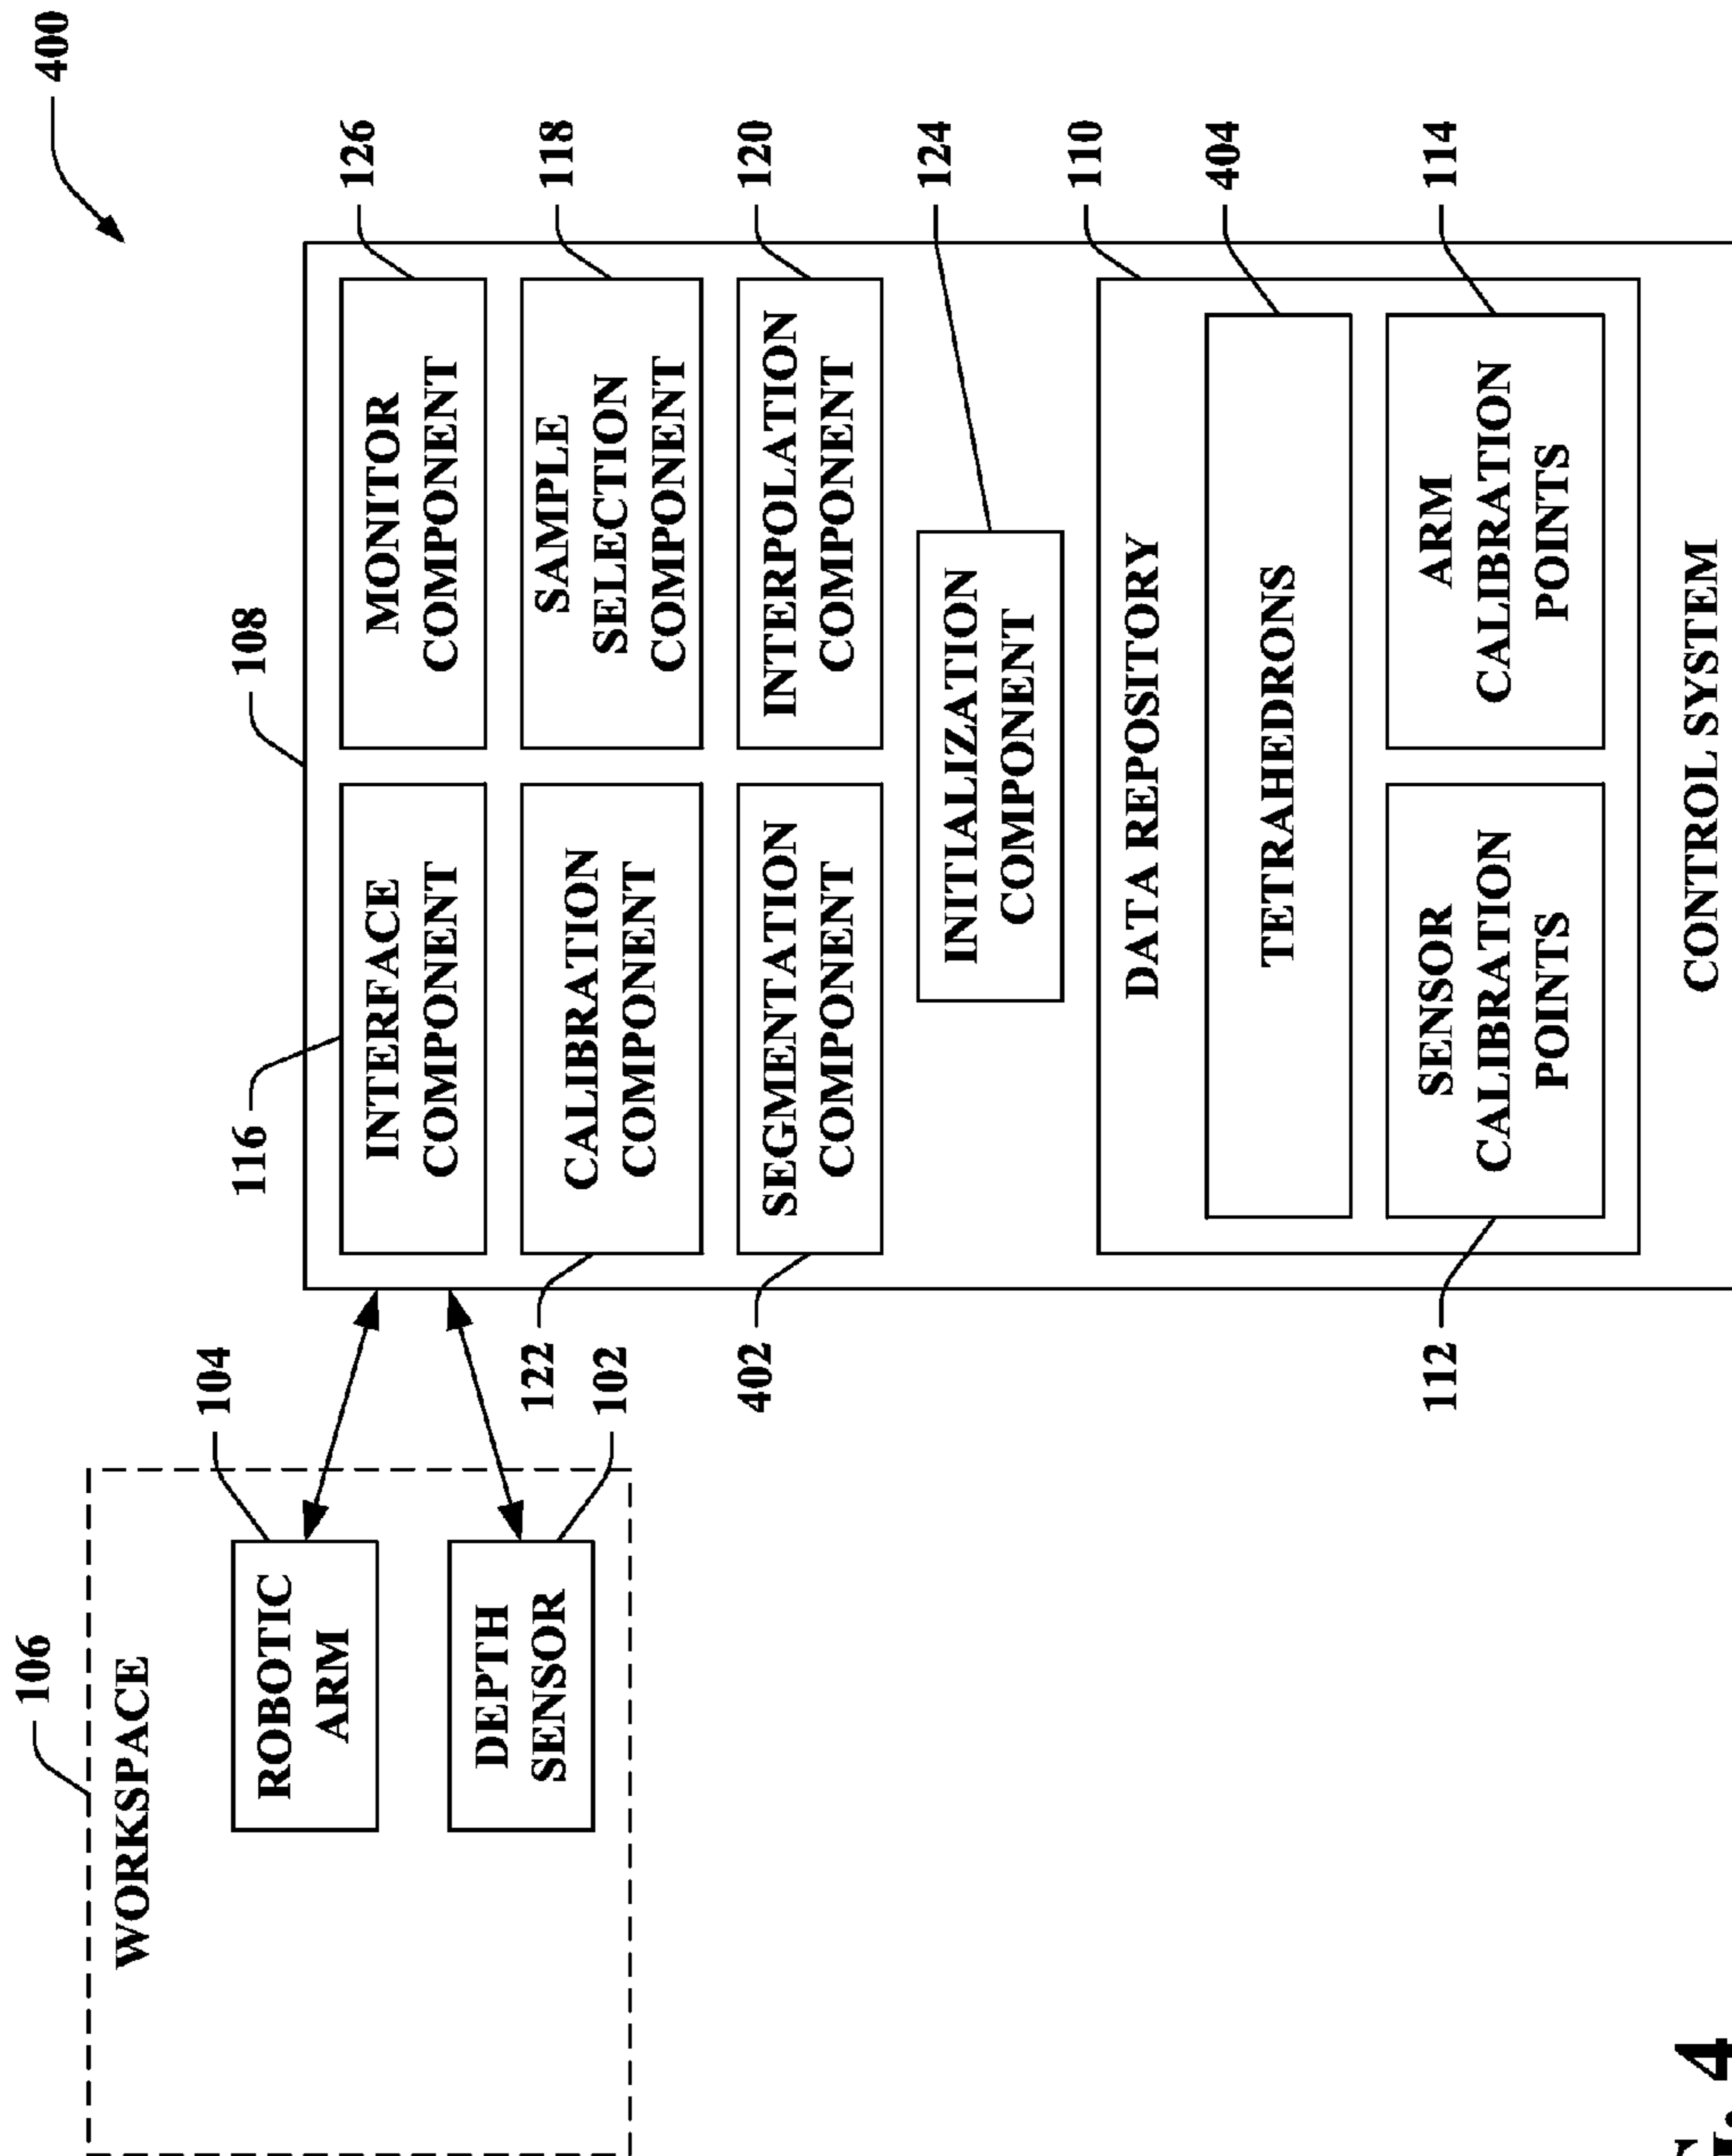 400
106
WORKSPACE
104
ROBOTIC
ARM
DEPTH
SENSOR
102
116
108
INTERFACE
COMPONENT
MONITOR
COMPONENT
126
122
CALIBRATION
COMPONENT
SAMPLE
SELECTION
COMPONENT
118
402
SEGMENTATION
COMPONENT
INTERPOLATION
COMPONENT
120
INITIALIZATION
COMPONENT
124
DATA REPOSITORY
110
TETRAHEDRONS
404
112
SENSOR
CALIBRATION
POINTS
ARM
CALIBRATION
POINTS
114
CONTROL SYSTEM
4